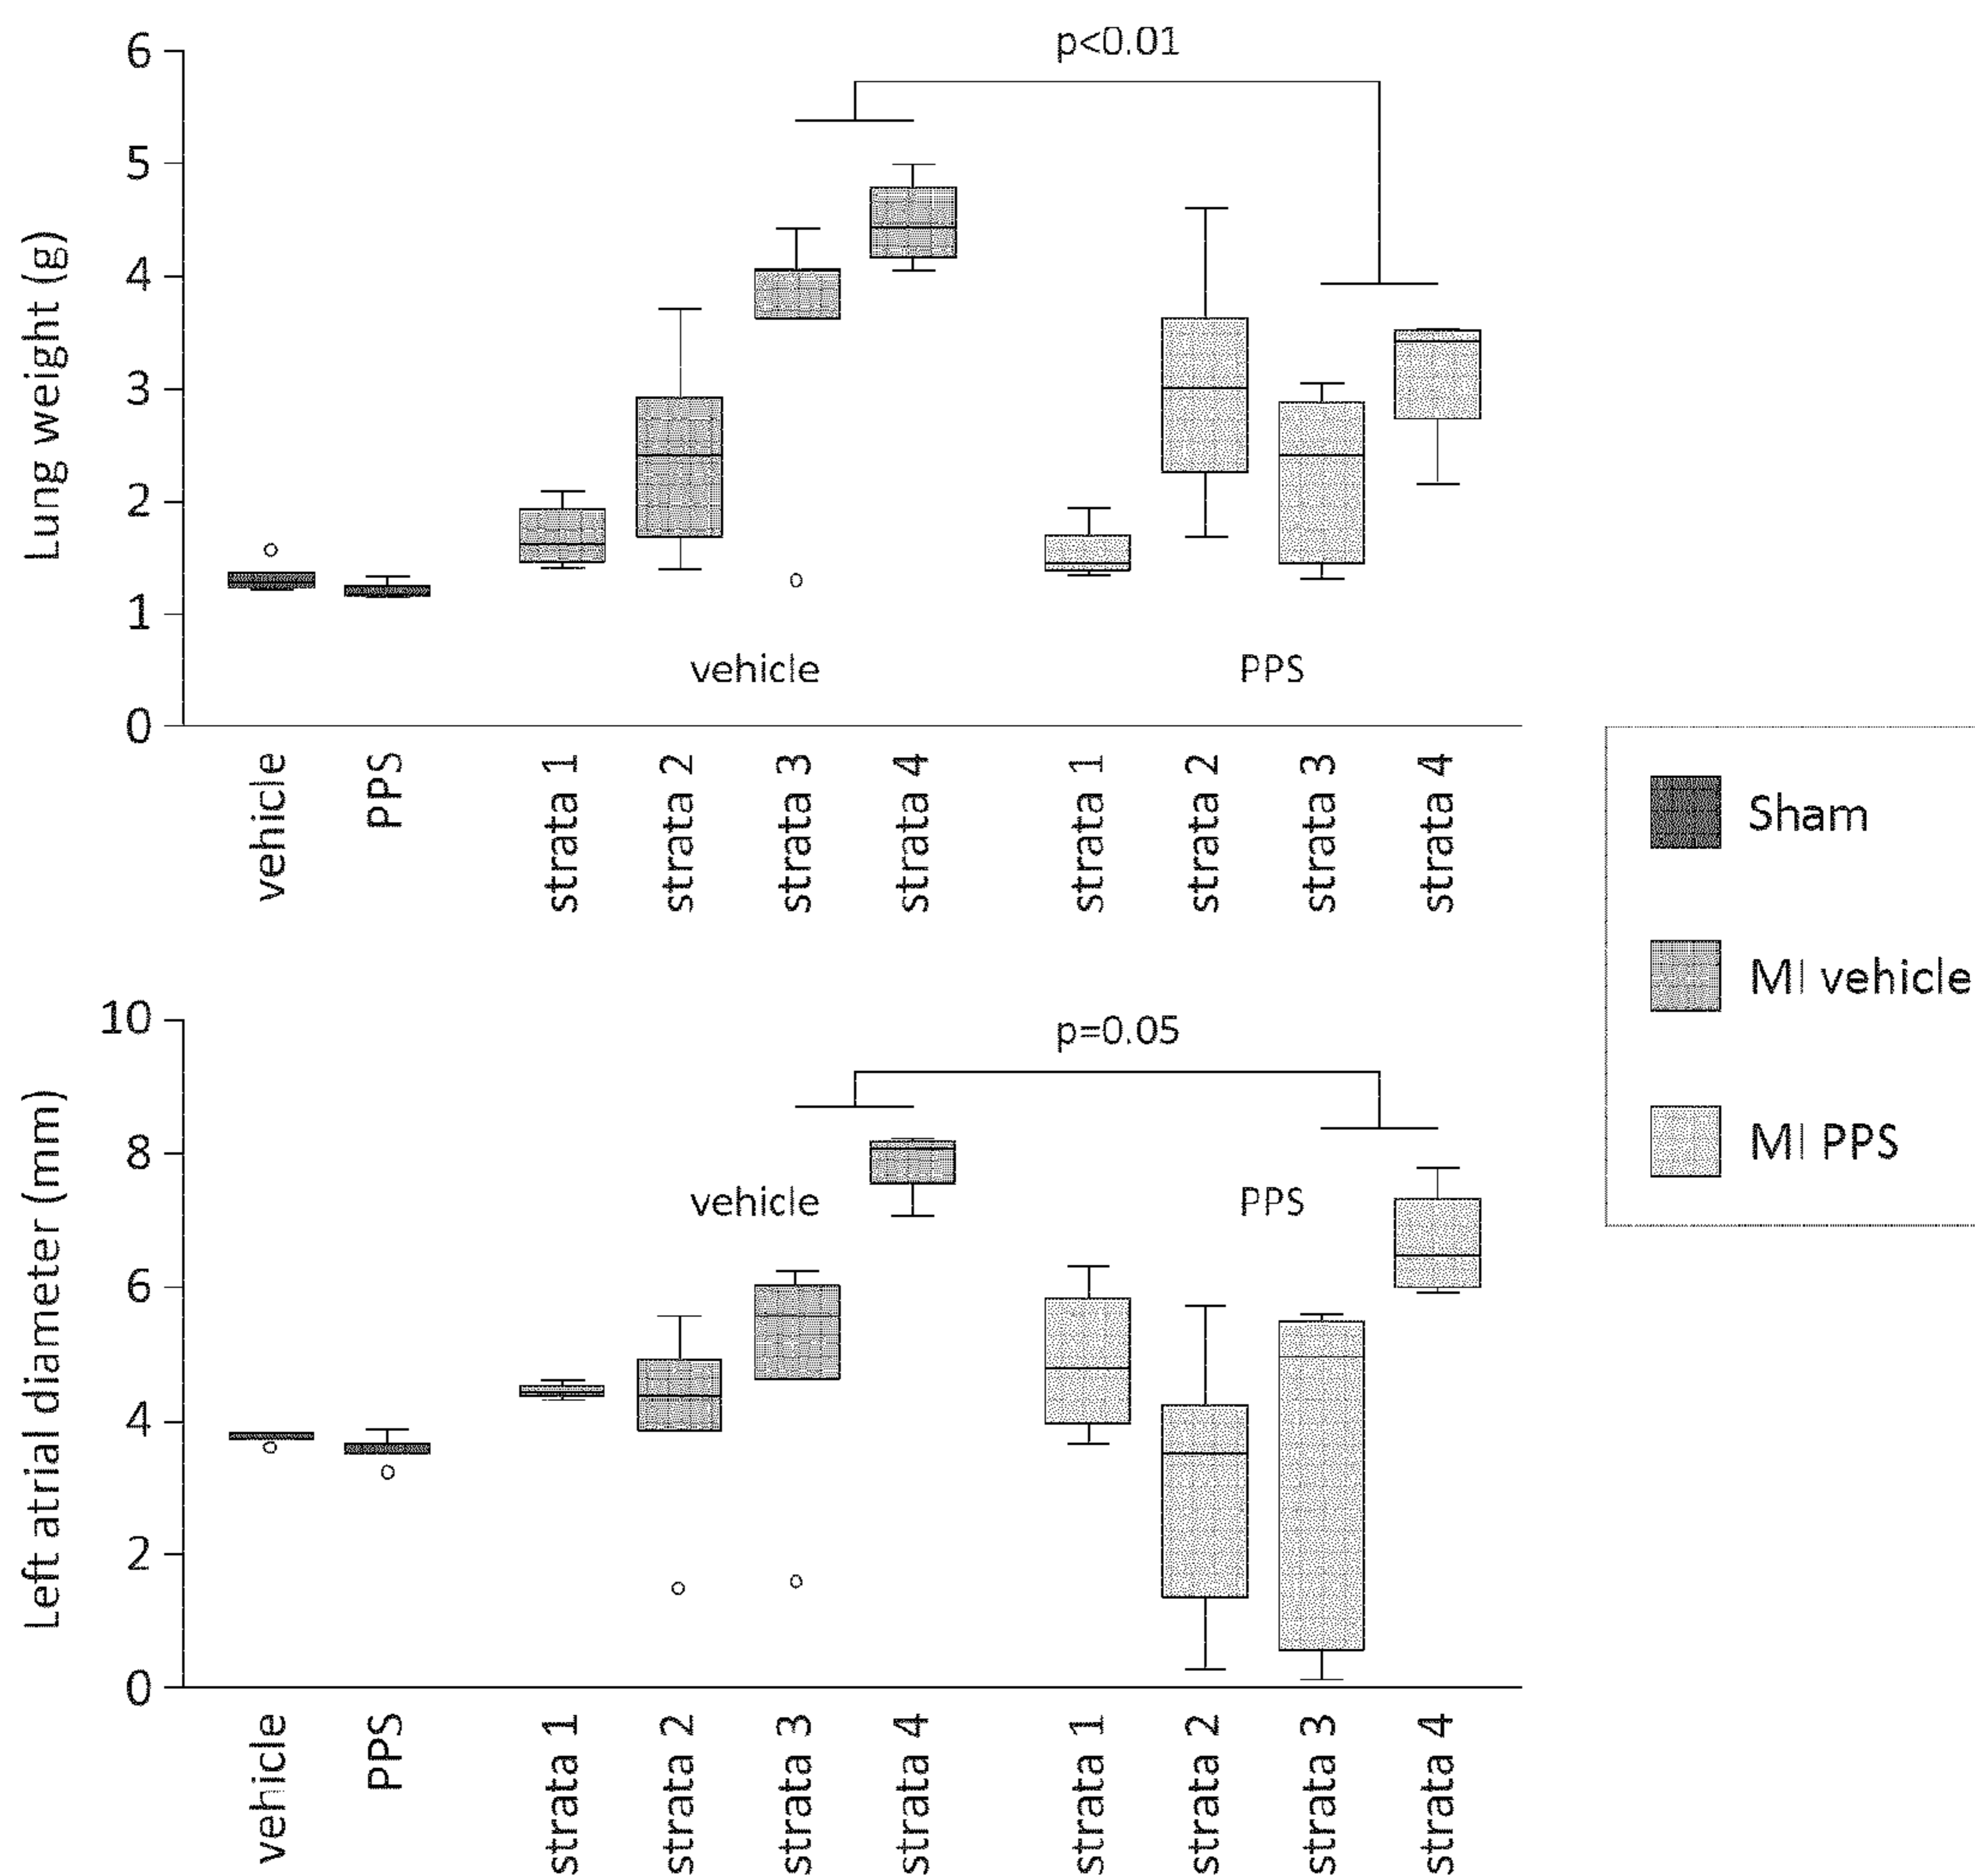 Lung weight (g)
6
5
4
3
2
1
0
p<0.01
vehicle
PPS
vehicle
PPS
strata 1
strata 2
strata 3
strata 4
strata 1
strata 2
strata 3
strata 4
Sham
MI vehicle
MI PPS
Left atrial diameter (mm)
10
8
6
4
2
0
p=0.05
vehicle
PPS
vehicle
PPS
strata 1
strata 2
strata 3
strata 4
strata 1
strata 2
strata 3
strata 4